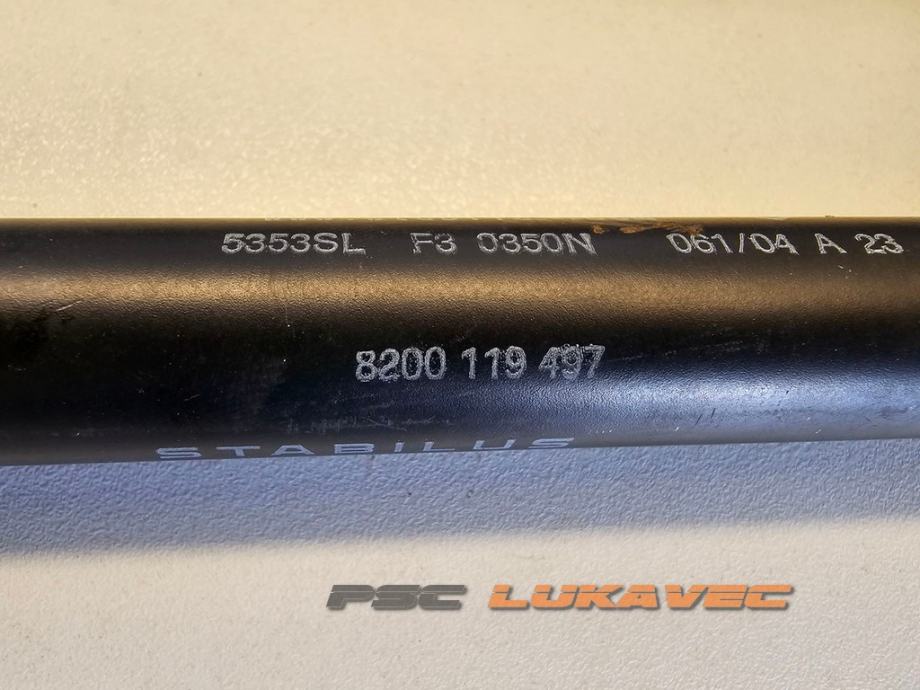 5353SL F3 0350N 061/04 A 23
8200 119 497
STABILUS
PSC LUKAVEC